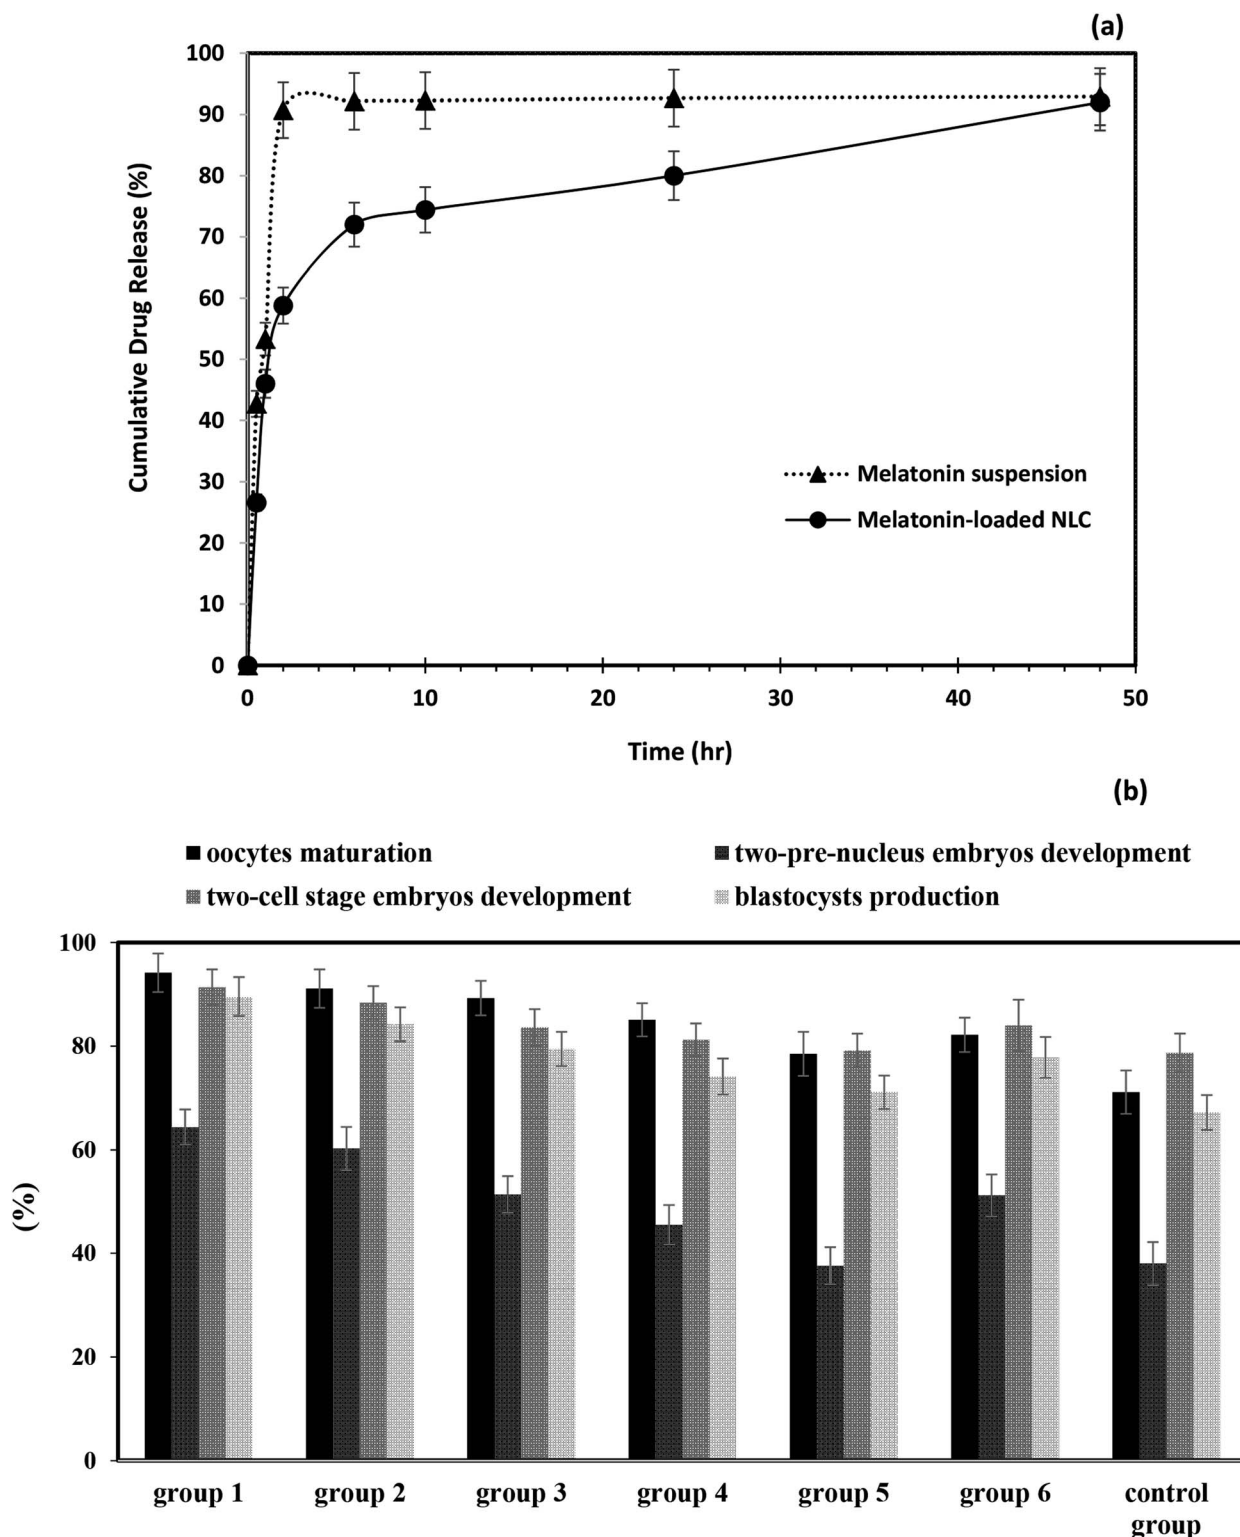 (a)
100
90
80
70
60
50
40
30
20
10
0
Cumulative Drug Release (%)
Melatonin suspension
Melatonin-loaded NLC
0 10 20 30 40 50
Time (hr)
(b)
oocytes maturation
two-pre-nucleus embryos development
two-cell stage embryos development
blastocysts production
100
80
60
40
20
0
(%)
group 1 group 2 group 3 group 4 group 5 group 6 control
group